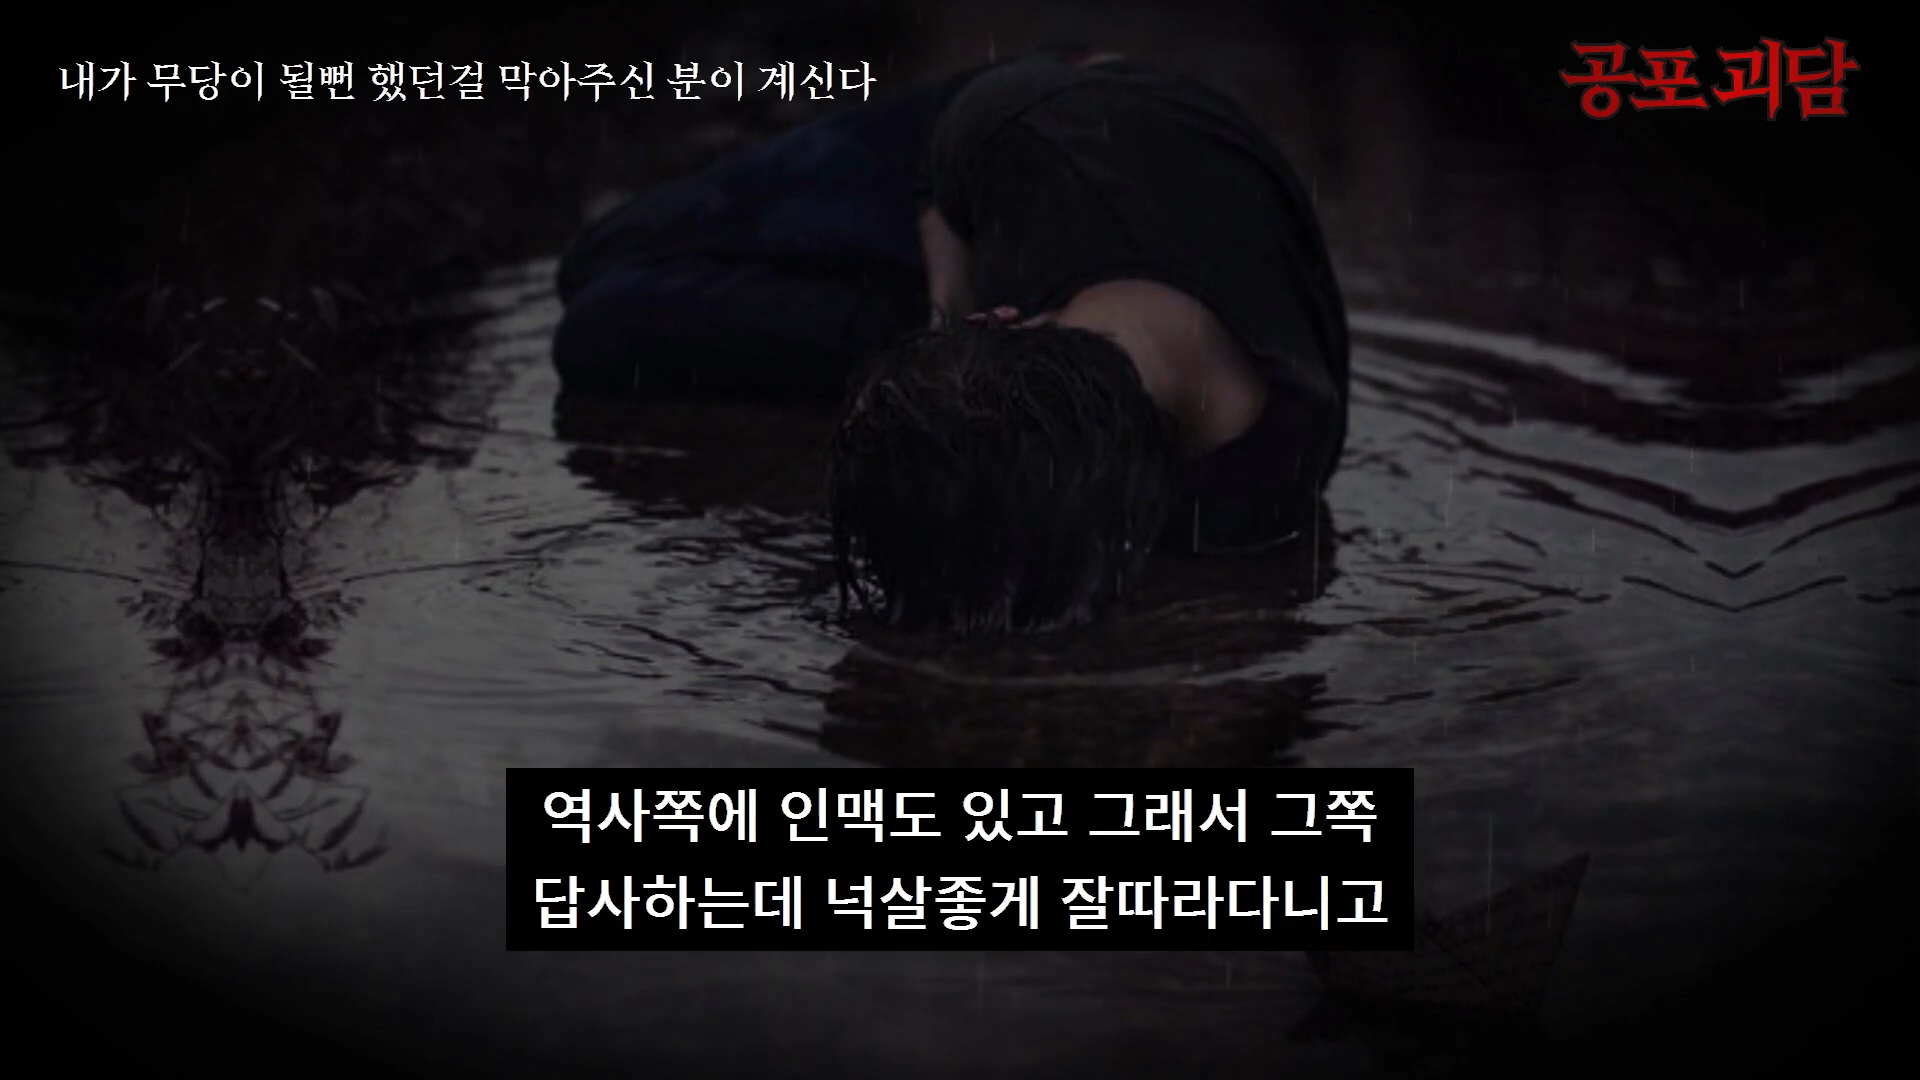 내가 무당이 될뻔 했던걸 막아주신 분이 계신다
공포괴담
역사쪽에 인맥도 있고 그래서 그쪽
답사하는데 넉살좋게 잘따라다니고